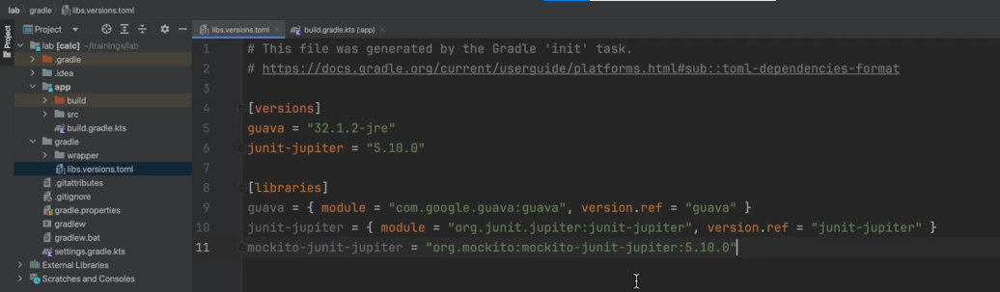 lab
gradle
libs.versions.toml
Project
Project
lab [calc] ~/trainings/lab
.gradle
.idea
app
build
src
build.gradle.kts
gradle
wrapper
libs.versions.toml
.gitattributes
.gitignore
gradle.properties
gradlew
gradlew.bat
settings.gradle.kts
External Libraries
Scratches and Consoles
libs.versions.toml
build.gradle.kts (:app)
1 # This file was generated by the Gradle 'init' task.
2 # https://docs.gradle.org/current/userguide/platforms.html#sub::toml-dependencies-format
3
4 [versions]
5 guava = "32.1.2-jre"
6 junit-jupiter = "5.10.0"
7
8 [libraries]
9 guava = { module = "com.google.guava:guava", version.ref = "guava" }
10 junit-jupiter = { module = "org.junit.jupiter:junit-jupiter", version.ref = "junit-jupiter" }
11 mockito-junit-jupiter = "org.mockito:mockito-junit-jupiter:5.10.0"